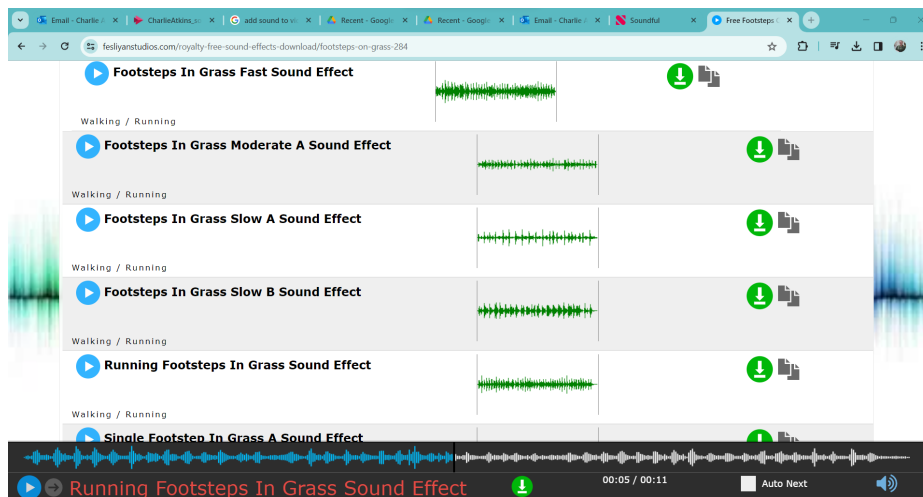 Email - Charlie A
CharlieAtkins_so
add sound to vi
Recent - Google
Recent - Google
Email - Charlie A
Soundful
Free Footsteps G
fesliyanstudios.com/royalty-free-sound-effects-download/footsteps-on-grass-284
Footsteps In Grass Fast Sound Effect
Walking / Running
Footsteps In Grass Moderate A Sound Effect
Walking / Running
Footsteps In Grass Slow A Sound Effect
Walking / Running
Footsteps In Grass Slow B Sound Effect
Walking / Running
Running Footsteps In Grass Sound Effect
Walking / Running
Single Footstep In Grass A Sound Effect
Running Footsteps In Grass Sound Effect
00:05 / 00:11
Auto Next